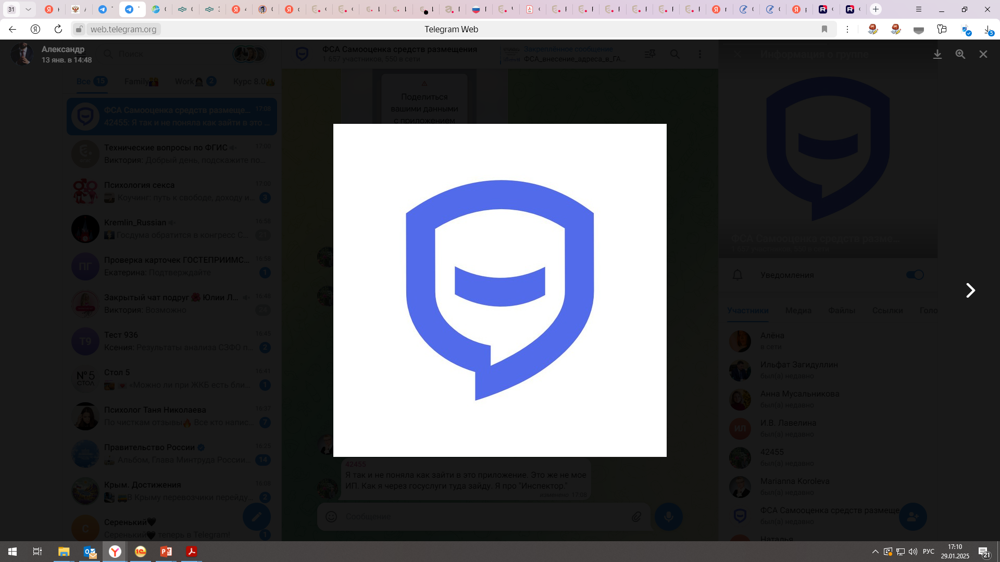 31
web.telegram.org
Telegram Web
5
Александр
13 янв. в 14:48
Поиск
Все 15
Family
Work 2
Курс 8.0
ФСА Самооценка средств размеще... 17:08
42455: Я так и не поняла как зайти в это ...
Технические вопросы по ФГИС 17:00
Виктория: Добрый день, подскажите по...
Психология секса 17:00
Коучинг: путь к свободе, доходу и... 3
Kremlin_Russian 16:58
Госдума обратится в конгресс С... 21
ПГ
Проверка карточек ГОСТЕПРИИМС... 16:58
Екатерина: Подтверждайте 1
Закрытый чат подруг Юлии Л... 16:48
Виктория: Возможно 24
Т9
Тест 936 16:45
Ксения: Результаты анализа СЗФО п... 2
№5
СТОЛ
Стол 5 16:41
«Можно ли при ЖКБ есть бли... 1
Психолог Таня Николаева 16:37
По чисткам отзывы Все кто напис... 7
Правительство России 16:25
Альбом, Глава Минтруда России... 14
Крым. Достижения 16:08
В Крыму перевозчики перейду... 2
С
Серенький
Серенький теперь в Telegram! 1
ФСА Самооценка средств размещения
1 657 участников, 550 в сети
Закреплённое сообщение
ФСА_внесение_адреса_в_ГА...
Поделиться
вашими данными
с приложением
42455
Я так и не поняла как зайти в это приложение. Это же не мое
ИП. Как я через госуслуги туда зайду. Я про "Инспектор."
изменено 17:08
Сообщение
Информация о группе
ФСА Самооценка средств разме...
Уведомления
Участники
Медиа
Файлы
Ссылки
Голо
Алёна
в сети
Ильфат Загидуллин
был(а) недавно
Анна Мусальникова
был(а) недавно
ИЛ
И.В. Лавелина
был(а) недавно
42455
был(а) недавно
Marianna Koroleva
был(а) недавно
ФСА Самооценка средств размеще
был(а) недавно
Наталья
РУС
17:10
29.01.2025
21